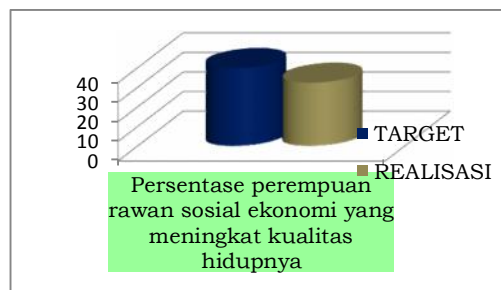 40
30
20
10
0
TARGET
REALISASI
Persentase perempuan
rawan sosial ekonomi yang
meningkat kualitas
hidupnya